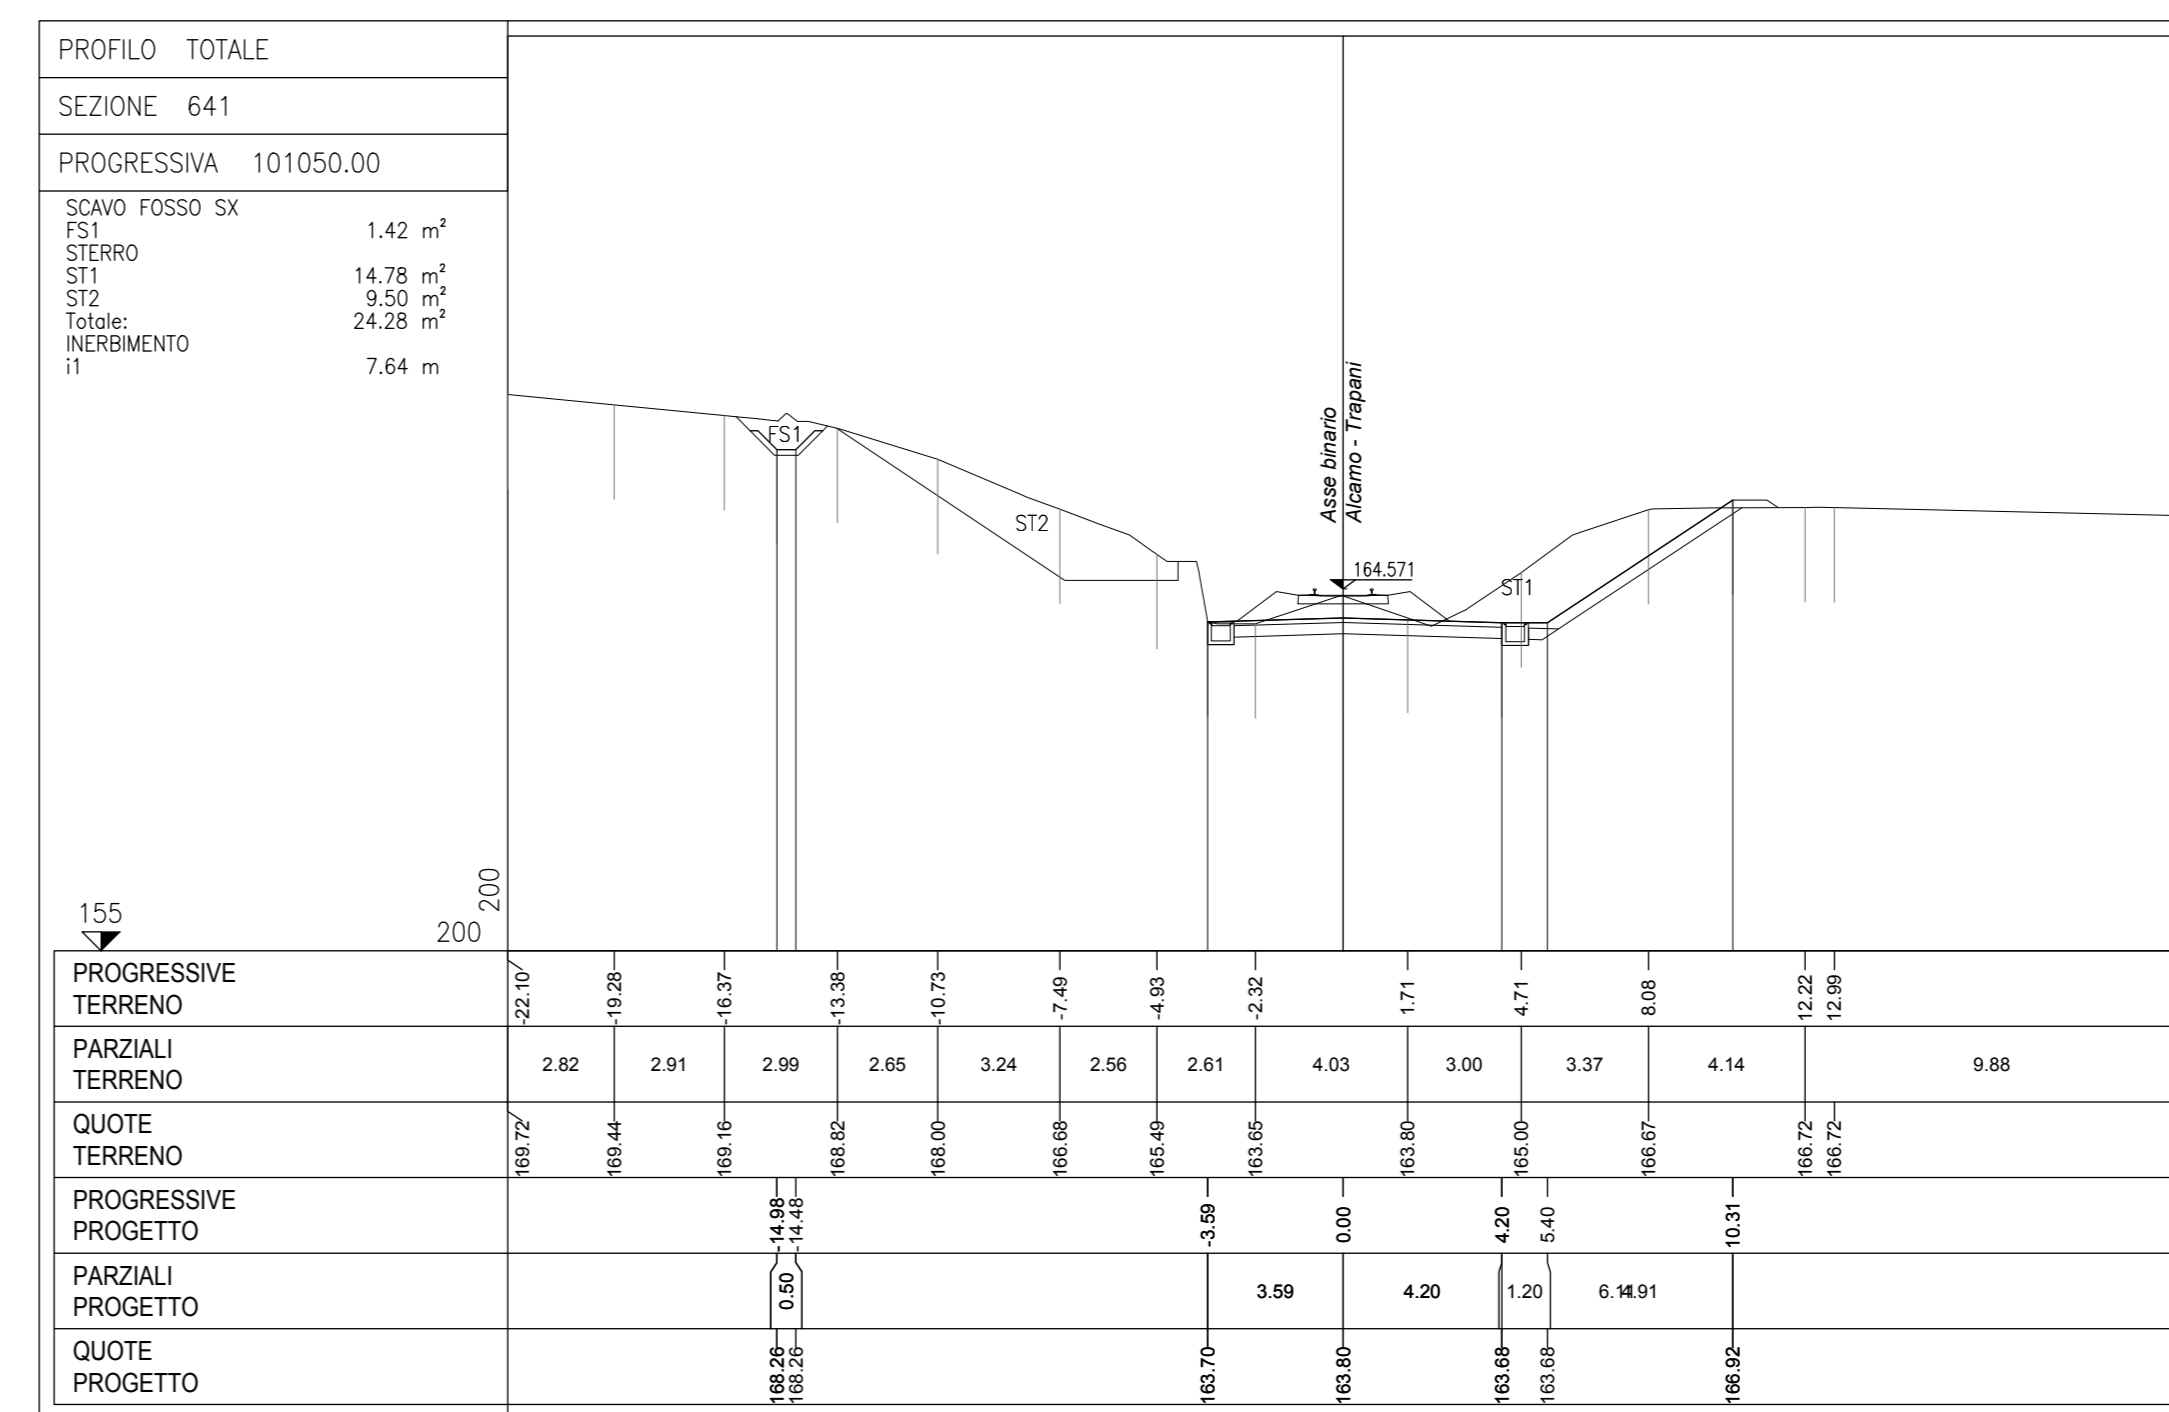 PROFILO TOTALE
SEZIONE 641
PROGRESSIVA 101050.00
SCAVO FOSSO SX
FS1 1.42 m²
STERRO
ST1 14.78 m²
ST2 9.50 m²
Totale: 24.28 m²
INERBIMENTO
i1 7.64 m
FS1
ST2
Asse binario
Alcamo - Trapani
164.571
ST1
200
155
200
PROGRESSIVE
TERRENO
-22.10 -19.28 -16.37 -13.38 -10.73 -7.49 -4.93 -2.32 1.71 4.71 8.08 12.22 12.99
PARZIALI
TERRENO
2.82 2.91 2.99 2.65 3.24 2.56 2.61 4.03 3.00 3.37 4.14 9.88
QUOTE
TERRENO
169.72 169.44 169.16 168.82 168.00 166.68 165.49 163.65 163.80 165.00 166.67 166.72 166.72
PROGRESSIVE
PROGETTO
-14.98 -14.48 -3.59 0.00 4.20 5.40 10.31
PARZIALI
PROGETTO
0.50 3.59 4.20 1.20 6.11 4.91
QUOTE
PROGETTO
168.26 168.26 163.70 163.80 163.68 163.68 166.92